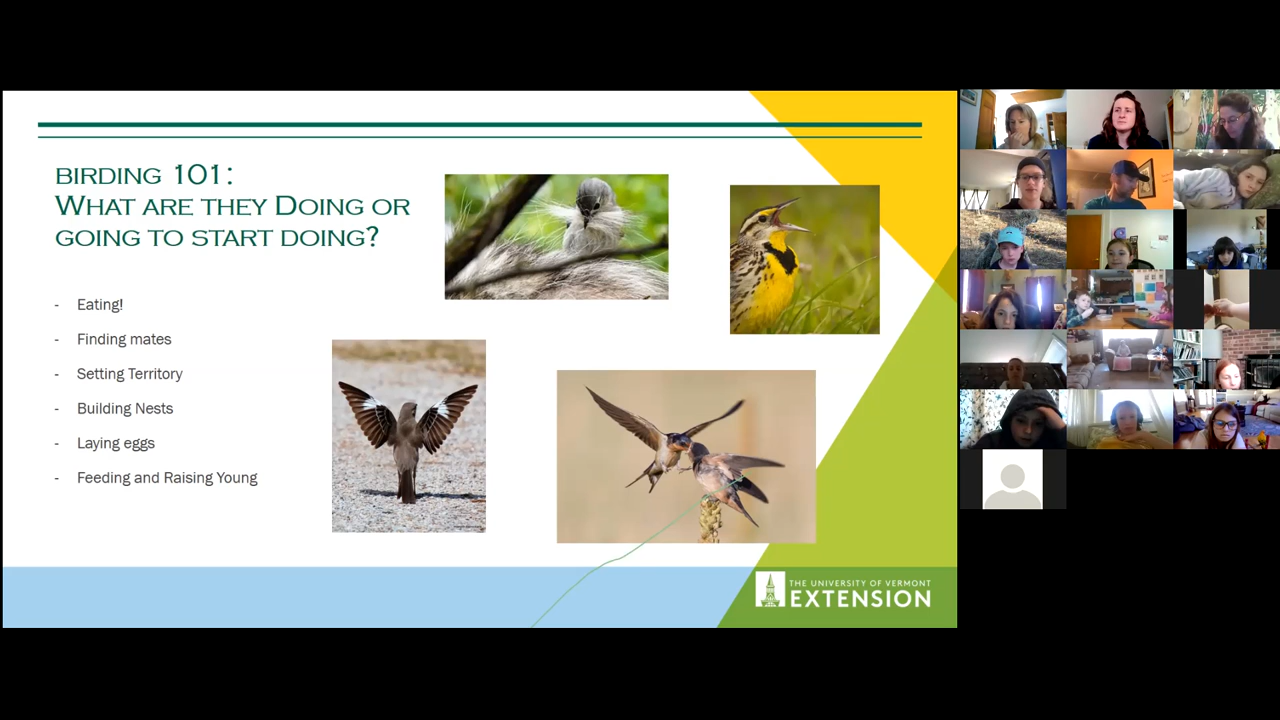 BIRDING 101:
WHAT ARE THEY DOING OR
GOING TO START DOING?
- Eating!
- Finding mates
- Setting Territory
- Building Nests
- Laying eggs
- Feeding and Raising Young
THE UNIVERSITY OF VERMONT
EXTENSION